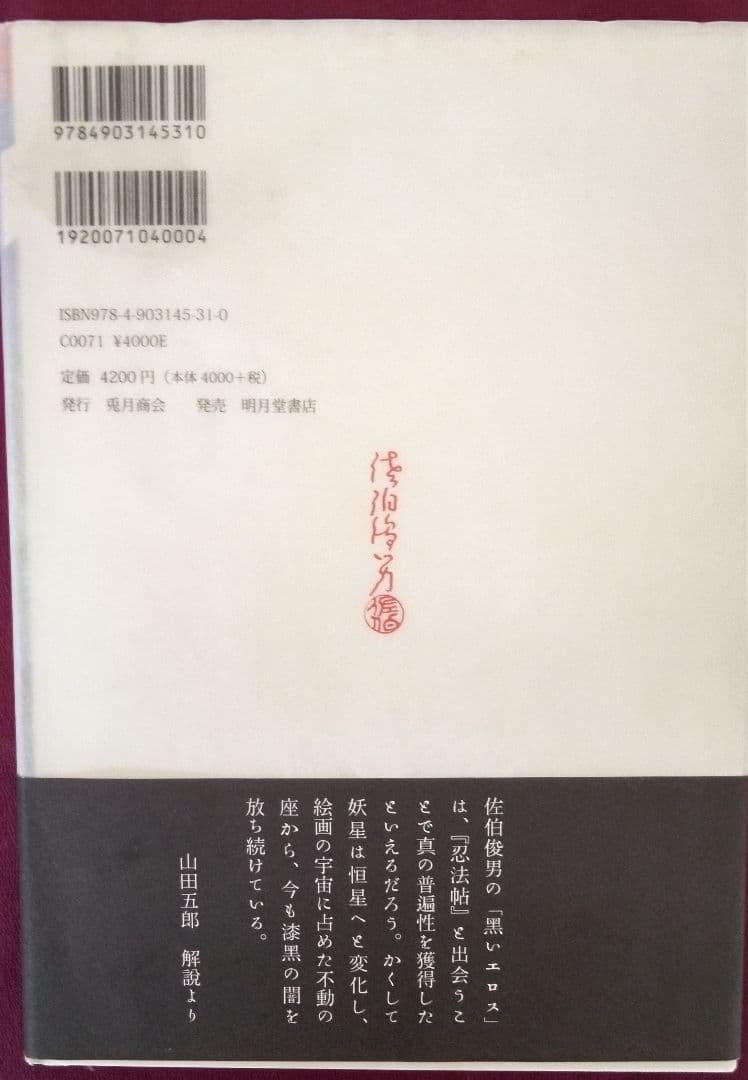 9784903145310
1920071040004
ISBN978-4-903145-31-0
C0071 ¥4000E
定価 4200円（本体4000+税）
発行 兎月商会 発売 明月堂書店
佐伯俊男
佐伯俊男の「黒いエロス」
は、『忍法帖』と出会うこ
とで真の普遍性を獲得した
といえるだろう。かくして
妖星は恒星へと変化し、
絵画の宇宙に占めた不動の
座から、今も漆黒の闇を
放ち続けている。
山田五郎 解説より